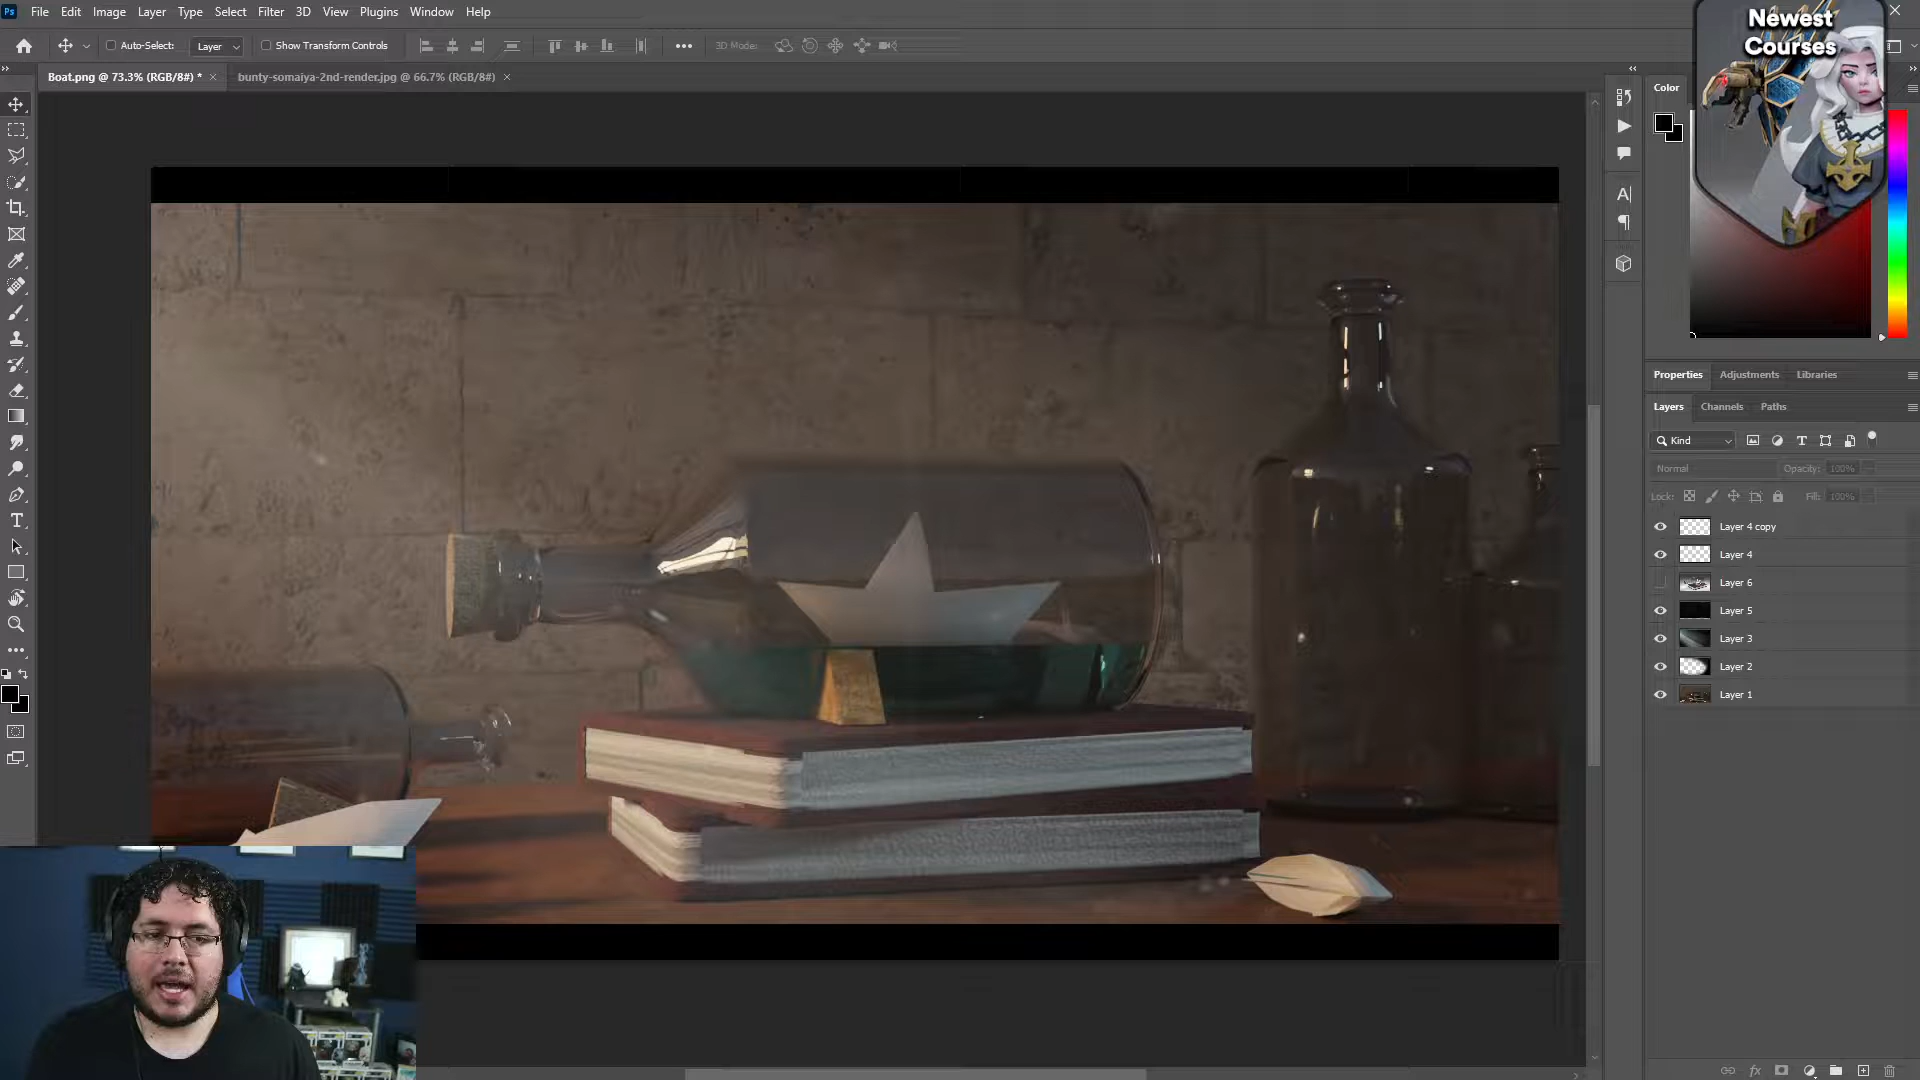 Ps File Edit Image Layer Type Select Filter 3D View Plugins Window Help
Newest
Courses
Auto-Select: Layer Show Transform Controls 3D Mode:
Boat.png @ 73.3% (RGB/8#) * bunty-somaiya-2nd-render.jpg @ 66.7% (RGB/8#)
Color
Properties Adjustments Libraries
Layers Channels Paths
Kind
Normal Opacity: 100%
Lock: Fill: 100%
Layer 4 copy
Layer 4
Layer 6
Layer 5
Layer 3
Layer 2
Layer 1